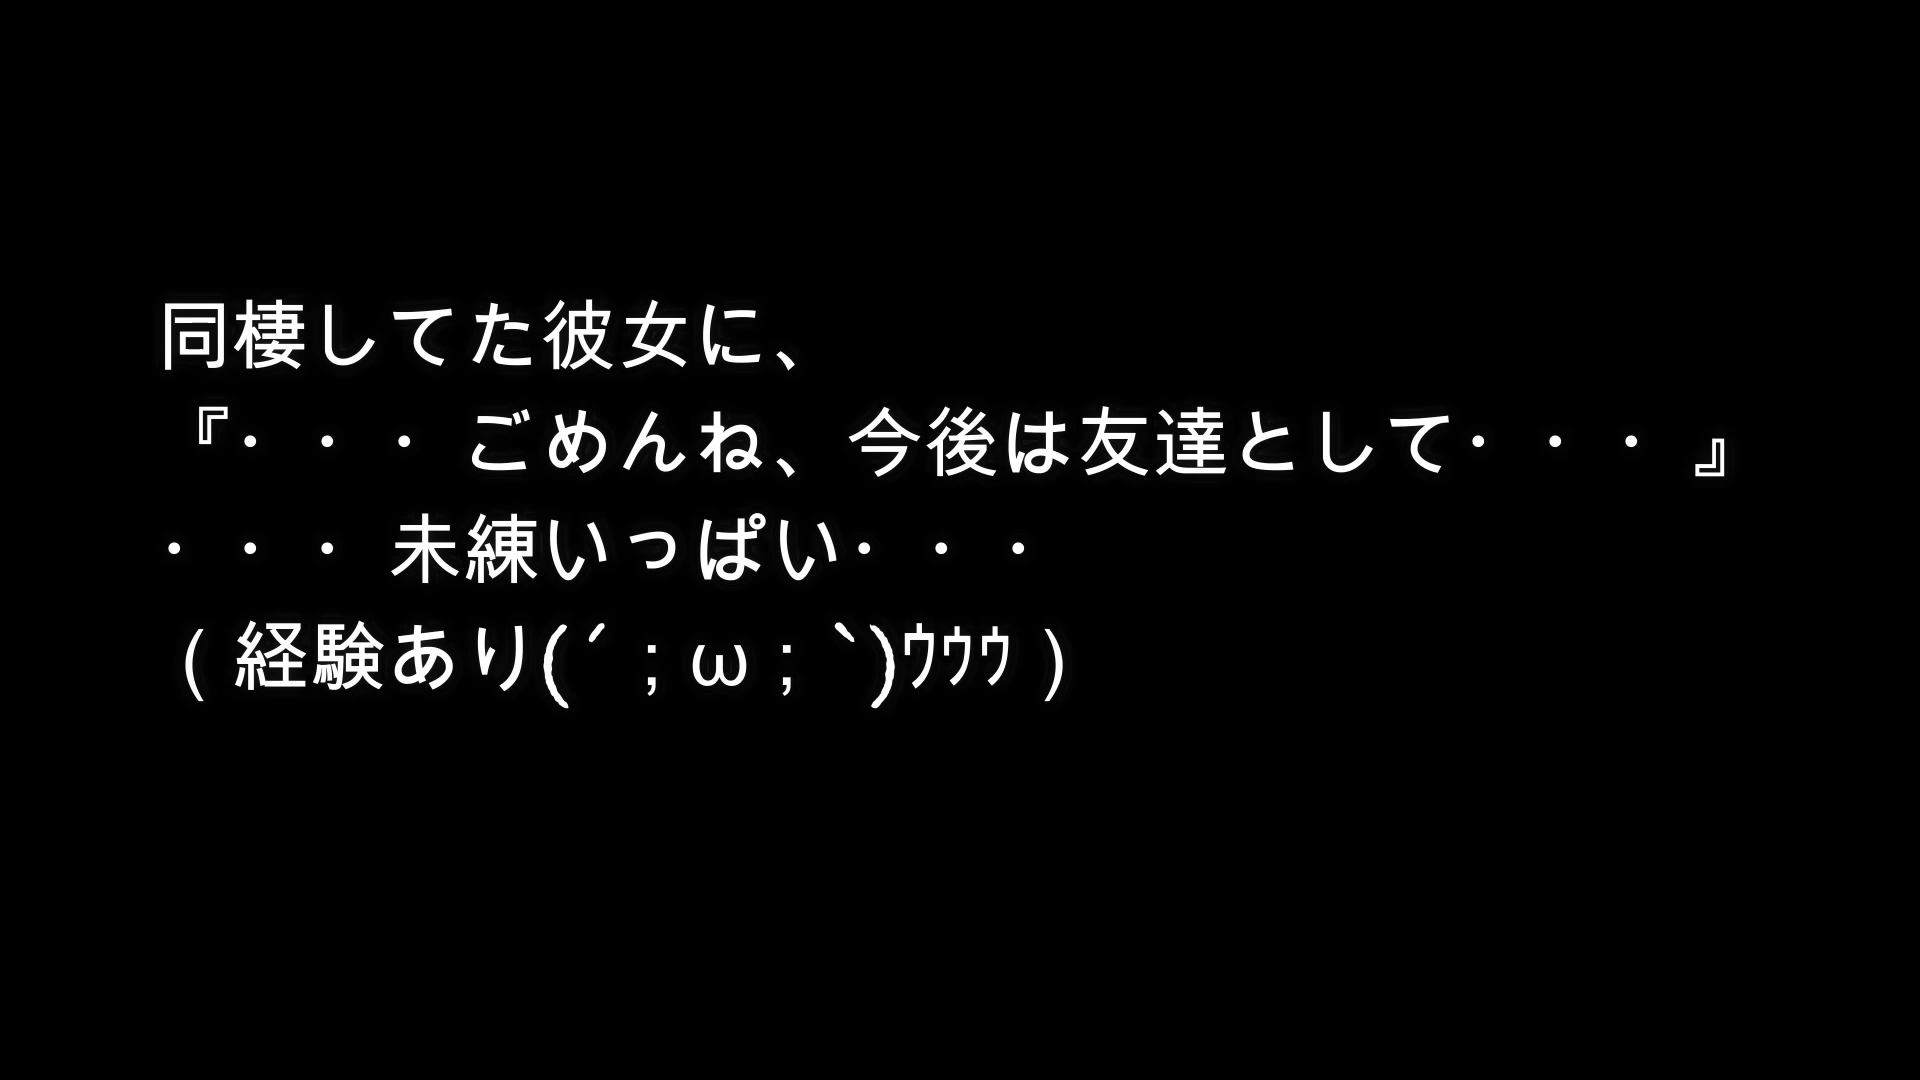 同棲してた彼女に、
『・・・ごめんね、今後は友達として・・・』
・・・未練いっぱい・・・
（経験あり(´；ω；`)ｳｩｩ）